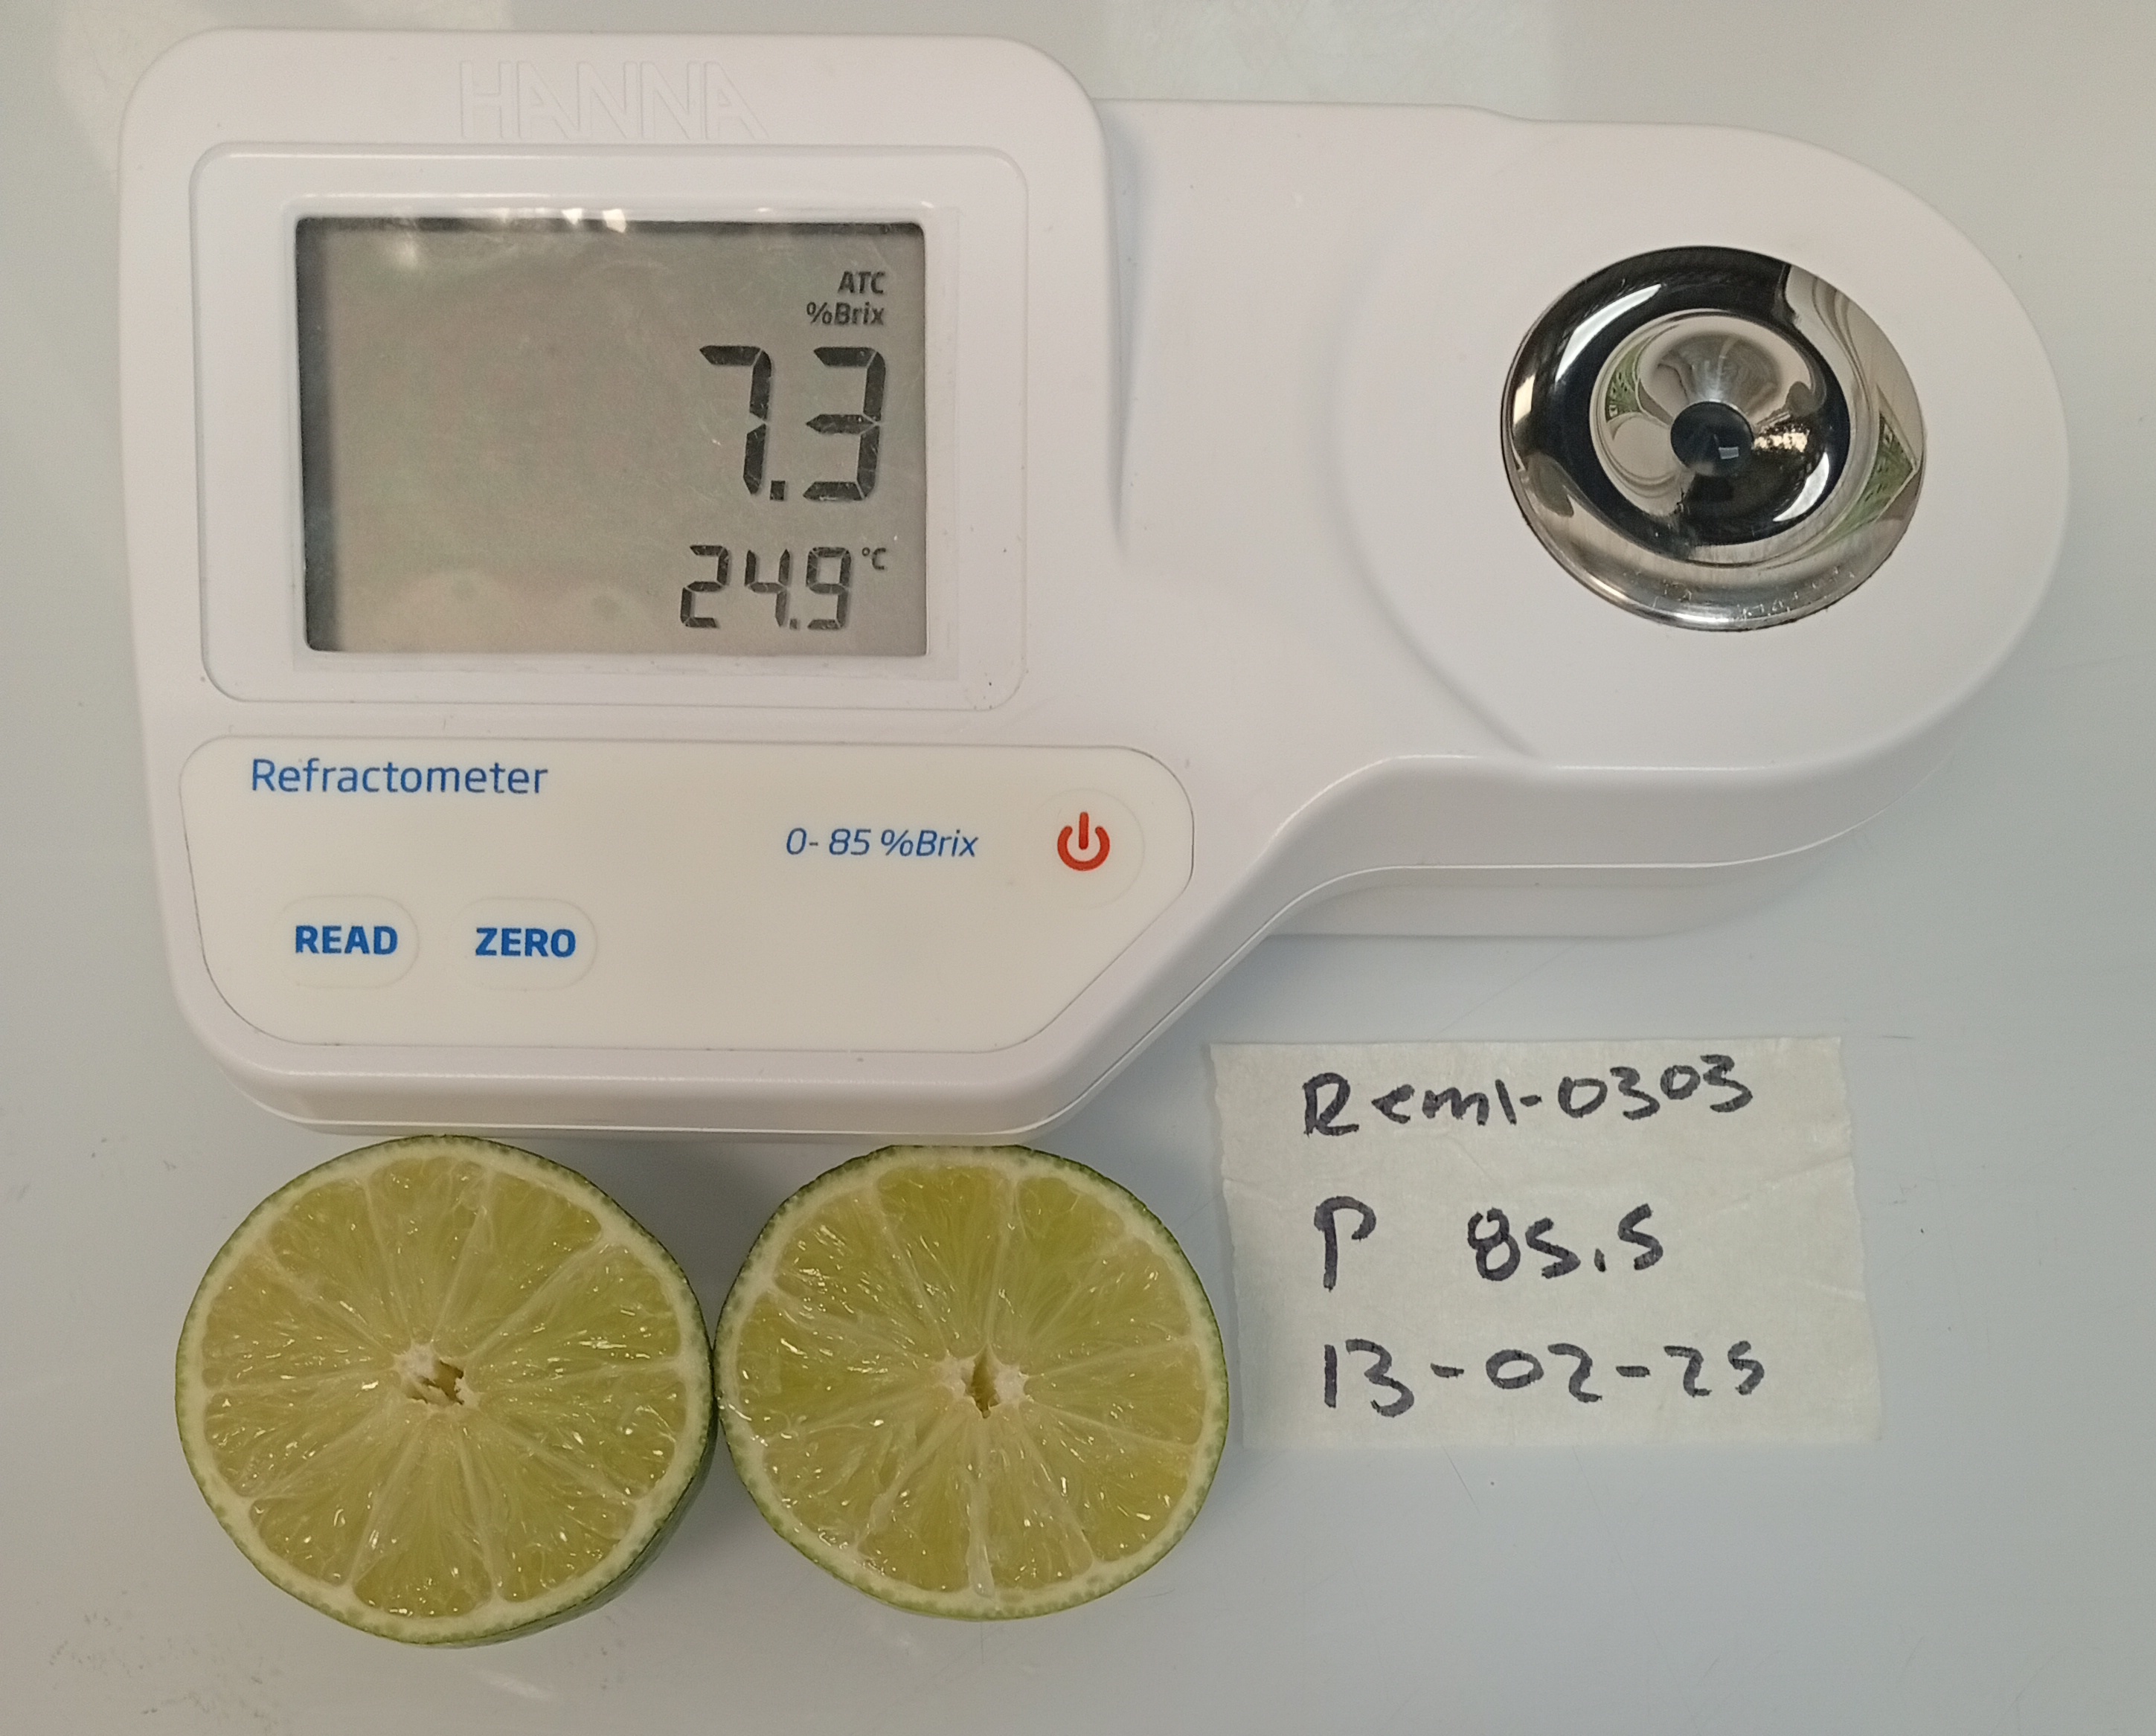 HANNA
ATC
%Brix
7.3
24.9 °C
Refractometer
0- 85 %Brix
READ ZERO
Reml-0303
P 85.5
13-02-25